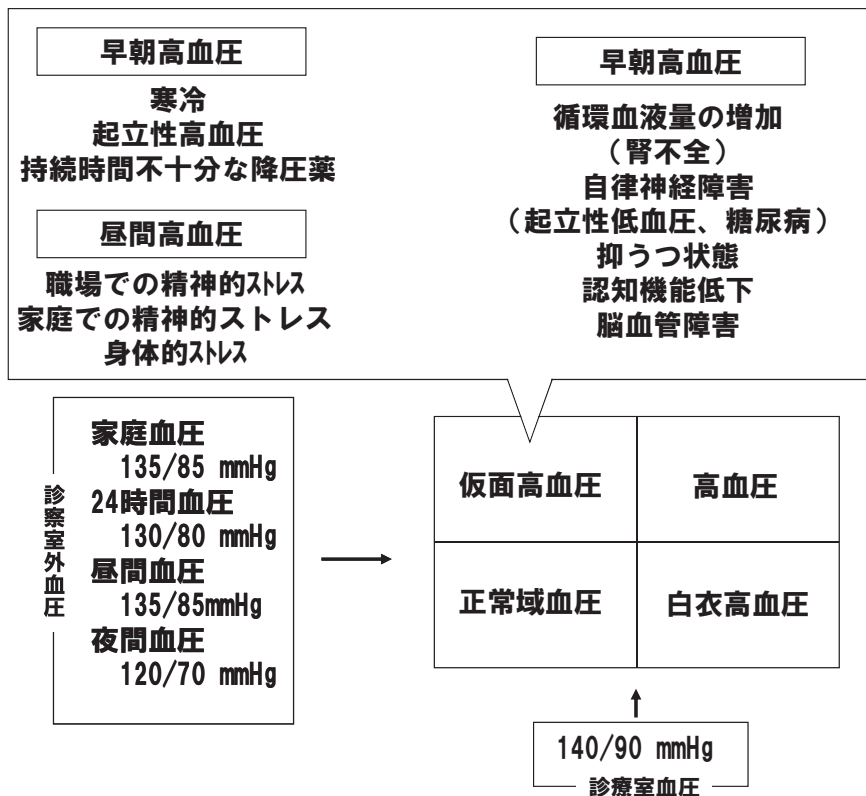 早朝高血圧
寒冷
起立性高血圧
持続時間不十分な降圧薬
昼間高血圧
職場での精神的ストレス
家庭での精神的ストレス
身体的ストレス
早朝高血圧
循環血液量の増加
（腎不全）
自律神経障害
（起立性低血圧、糖尿病）
抑うつ状態
認知機能低下
脳血管障害
診察室外血圧
家庭血圧
135/85 mmHg
24時間血圧
130/80 mmHg
昼間血圧
135/85mmHg
夜間血圧
120/70 mmHg
仮面高血圧
高血圧
正常域血圧
白衣高血圧
140/90 mmHg
診療室血圧